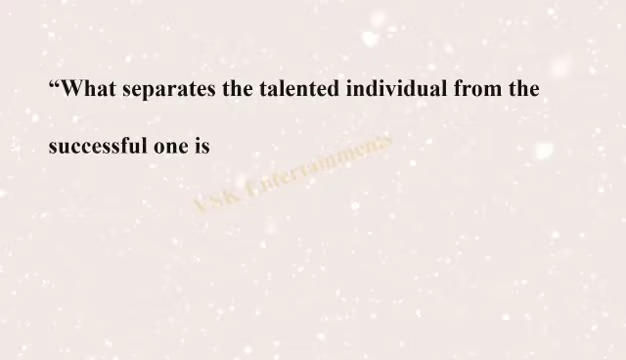 “What separates the talented individual from the
successful one is
VSK Entertainments